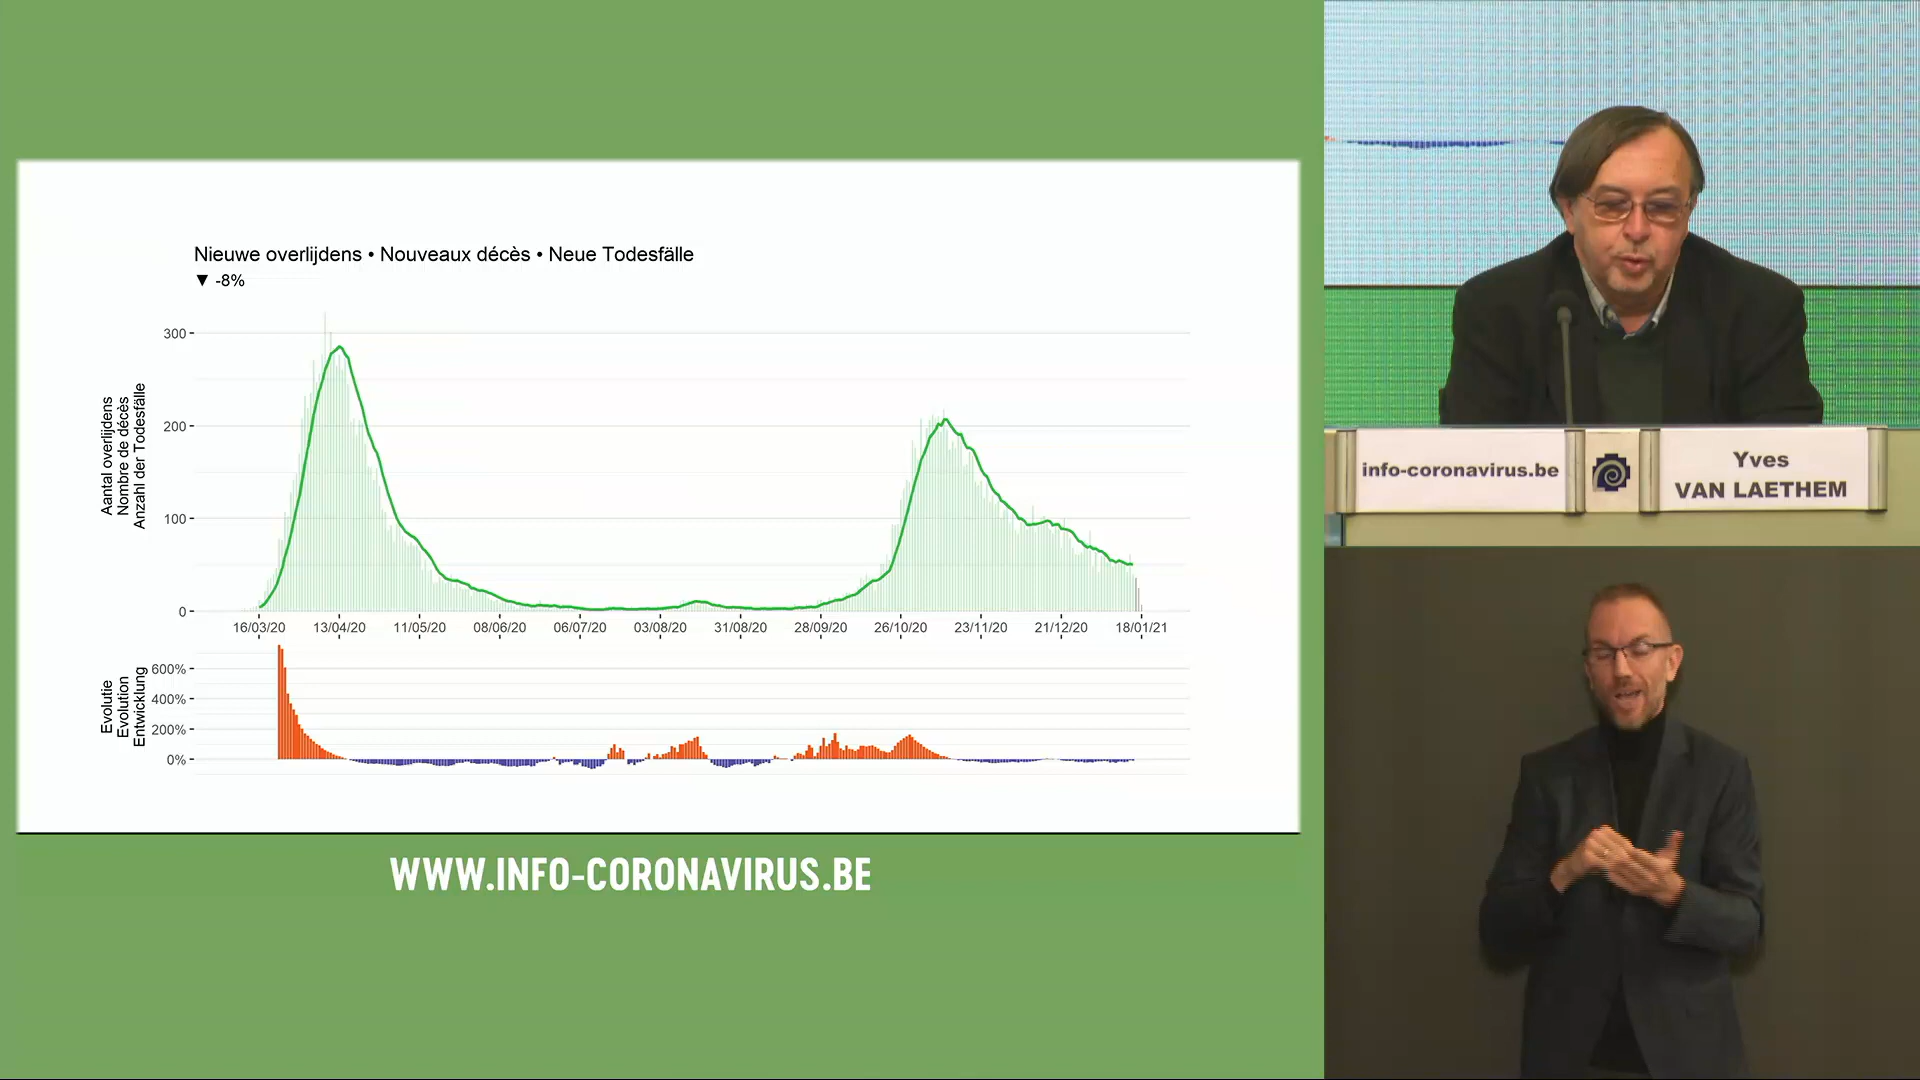 Nieuwe overlijdens • Nouveaux décès • Neue Todesfälle
▼ -8%
Aantal overlijdens
Nombre de décès
Anzahl der Todesfälle
300
200
100
0
16/03/20 13/04/20 11/05/20 08/06/20 06/07/20 03/08/20 31/08/20 28/09/20 26/10/20 23/11/20 21/12/20 18/01/21
Evolutie
Evolution
Entwicklung
600%
400%
200%
0%
WWW.INFO-CORONAVIRUS.BE
info-coronavirus.be
Yves
VAN LAETHEM